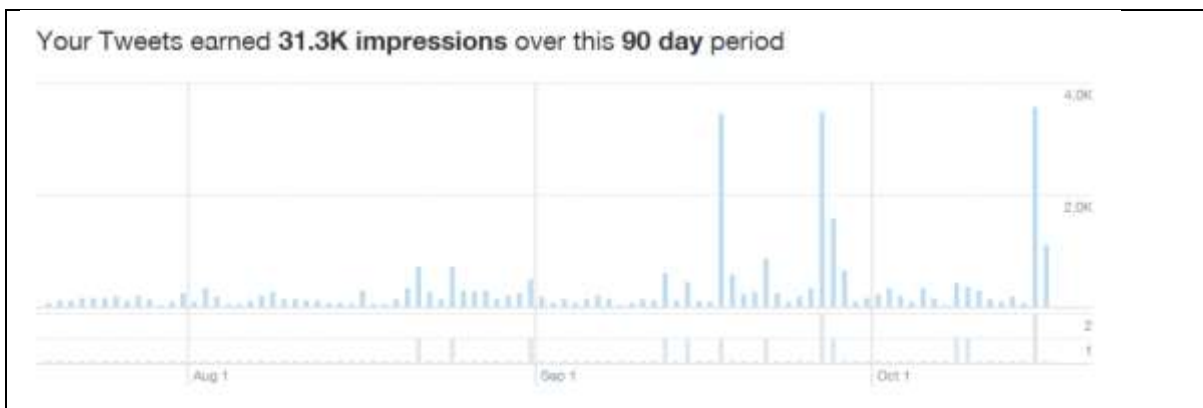 Your Tweets earned 31.3K impressions over this 90 day period
4.0K
2.0K
2
1
Aug 1
Sep 1
Oct 1